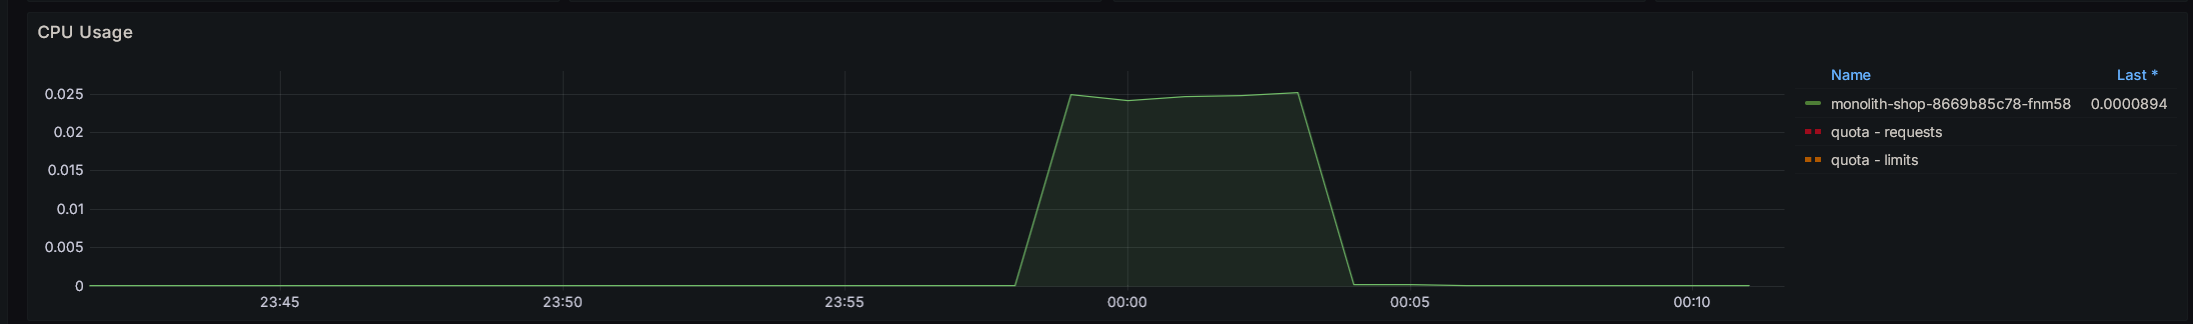 CPU Usage
0.025
0.02
0.015
0.01
0.005
0
23:45 23:50 23:55 00:00 00:05 00:10
Name Last *
monolith-shop-8669b85c78-fnm58 0.0000894
quota - requests
quota - limits